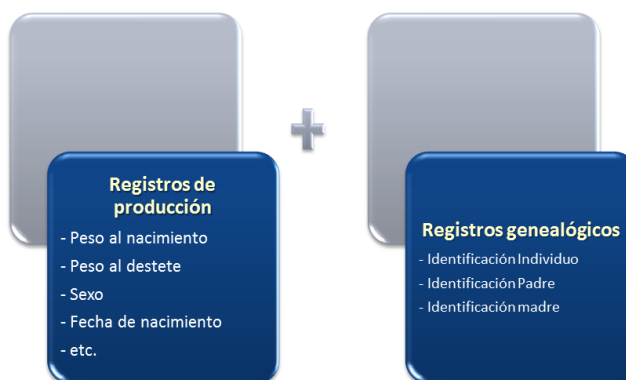 Registros de
producción
- Peso al nacimiento
- Peso al destete
- Sexo
- Fecha de nacimiento
- etc.
+
Registros genealógicos
- Identificación Individuo
- Identificación Padre
- Identificación madre